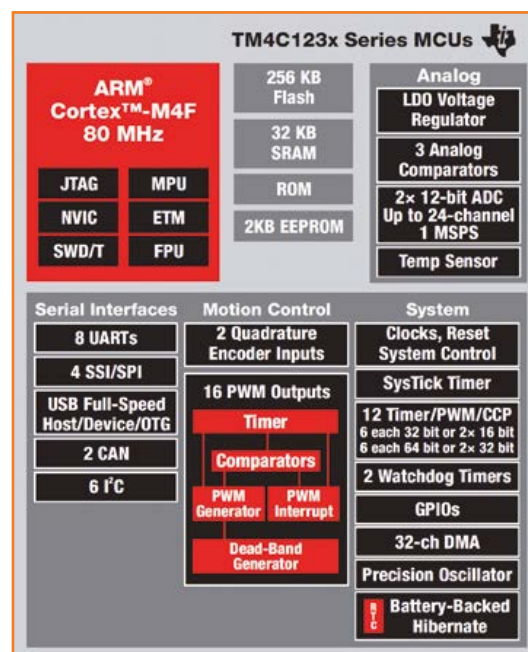 TM4C123x Series MCUs
ARM®
Cortex™-M4F
80 MHz
JTAG
MPU
NVIC
ETM
SWD/T
FPU
256 KB
Flash
32 KB
SRAM
ROM
2KB EEPROM
Analog
LDO Voltage
Regulator
3 Analog
Comparators
2× 12-bit ADC
Up to 24-channel
1 MSPS
Temp Sensor
Serial Interfaces
8 UARTs
4 SSI/SPI
USB Full-Speed
Host/Device/OTG
2 CAN
6 I²C
Motion Control
2 Quadrature
Encoder Inputs
16 PWM Outputs
Timer
Comparators
PWM
Generator
PWM
Interrupt
Dead-Band
Generator
System
Clocks, Reset
System Control
SysTick Timer
12 Timer/PWM/CCP
6 each 32 bit or 2× 16 bit
6 each 64 bit or 2× 32 bit
2 Watchdog Timers
GPIOs
32-ch DMA
Precision Oscillator
RTC
Battery-Backed
Hibernate